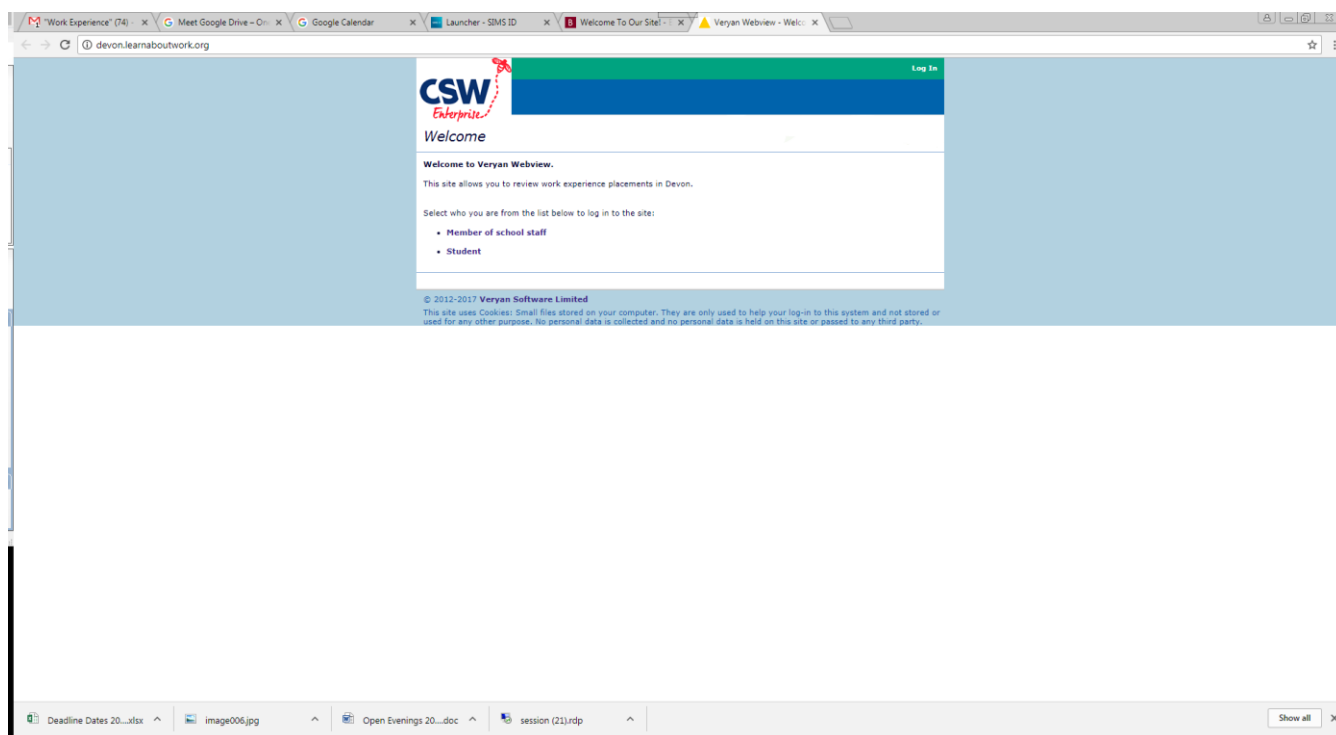 "Work Experience" (74) -
Meet Google Drive – On
Google Calendar
Launcher - SIMS ID
Welcome To Our Site! -
Veryan Webview - Welc
devon.learnaboutwork.org
Log In
CSW
Enterprise
Welcome
Welcome to Veryan Webview.
This site allows you to review work experience placements in Devon.
Select who you are from the list below to log in to the site:
• Member of school staff
• Student
© 2012-2017 Veryan Software Limited
This site uses Cookies: Small files stored on your computer. They are only used to help your log-in to this system and not stored or
used for any other purpose. No personal data is collected and no personal data is held on this site or passed to any third party.
Deadline Dates 20....xlsx
image006.jpg
Open Evenings 20....doc
session (21).rdp
Show all